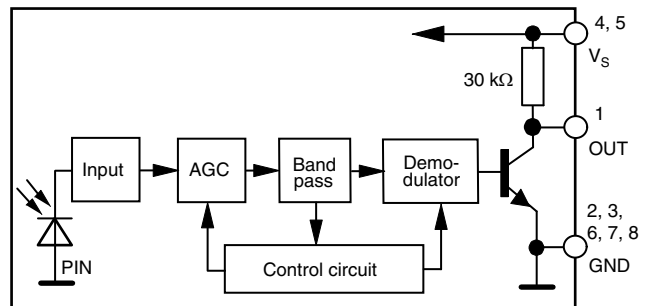 4, 5
V_S
30 kΩ
1
OUT
Input
AGC
Band
pass
Demo-
dulator
2, 3,
6, 7, 8
GND
PIN
Control circuit